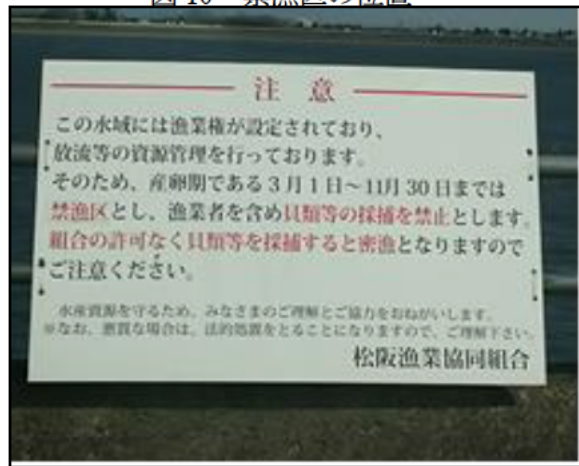 注 意
この水域には漁業権が設定されており、
放流等の資源管理を行っております。
そのため、産卵期である3月1日～11月30日までは
禁漁区とし、漁業者を含め貝類等の採捕を禁止とします。
組合の許可なく貝類等を採捕すると密漁となりますので
ご注意ください。
水産資源を守るため、みなさまのご理解とご協力をおねがいします。
※なお、悪質な場合は、法的処置をとることになりますので、ご理解下さい。
松阪漁業協同組合